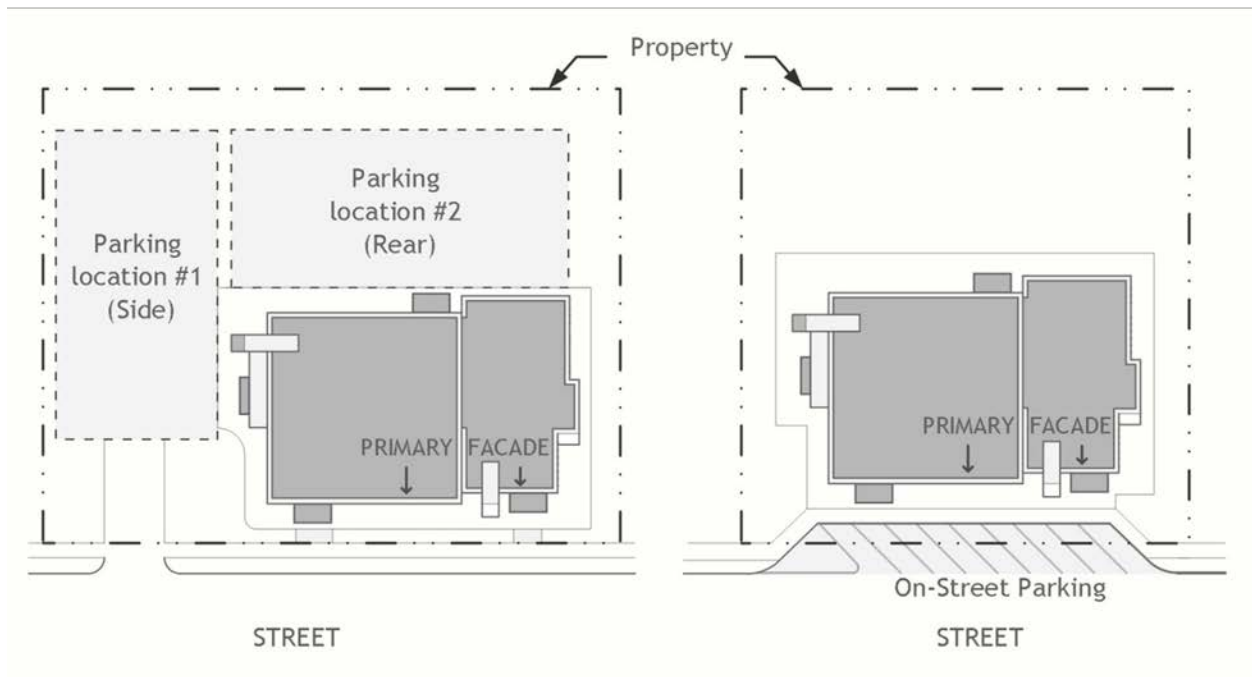 Property
Parking
location #2
(Rear)
Parking
location #1
(Side)
PRIMARY FACADE
PRIMARY FACADE
On-Street Parking
STREET
STREET